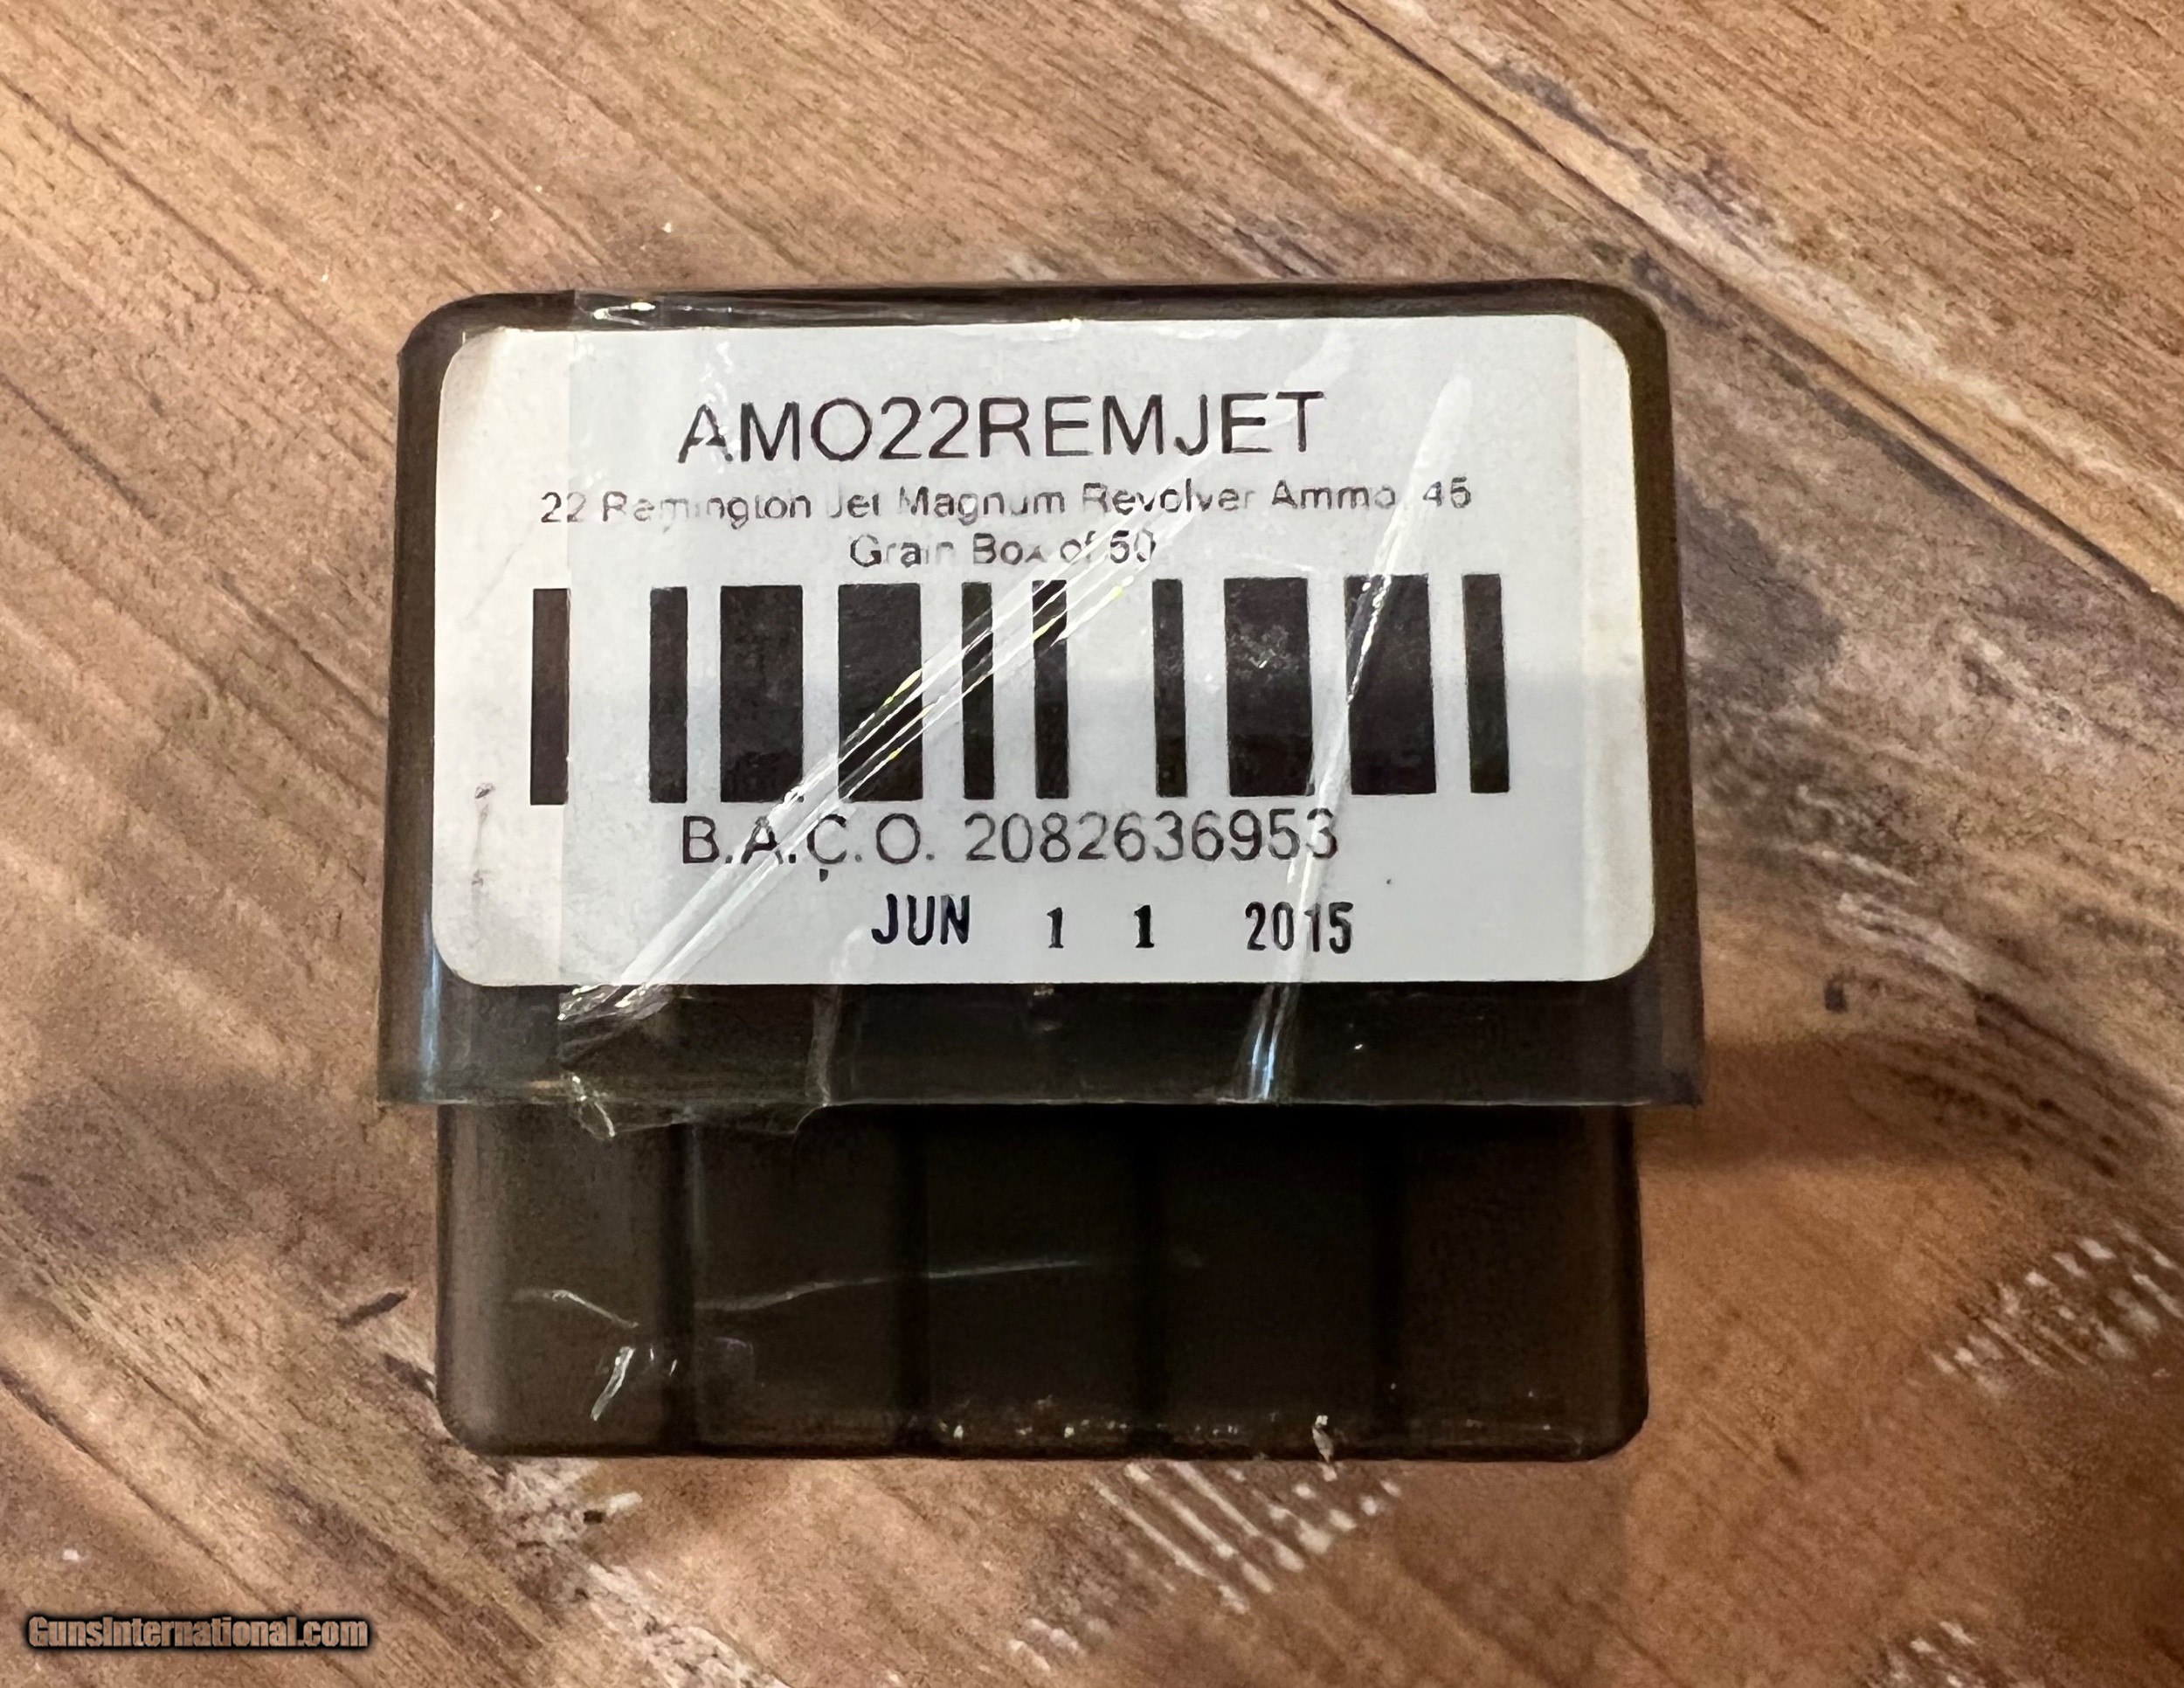 AMO22REMJET
22 Remington Jet Magnum Revolver Ammo 45
Grain Box of 50
B.A.C.O. 2082636953
JUN 1 1 2015
GunsInternational.com